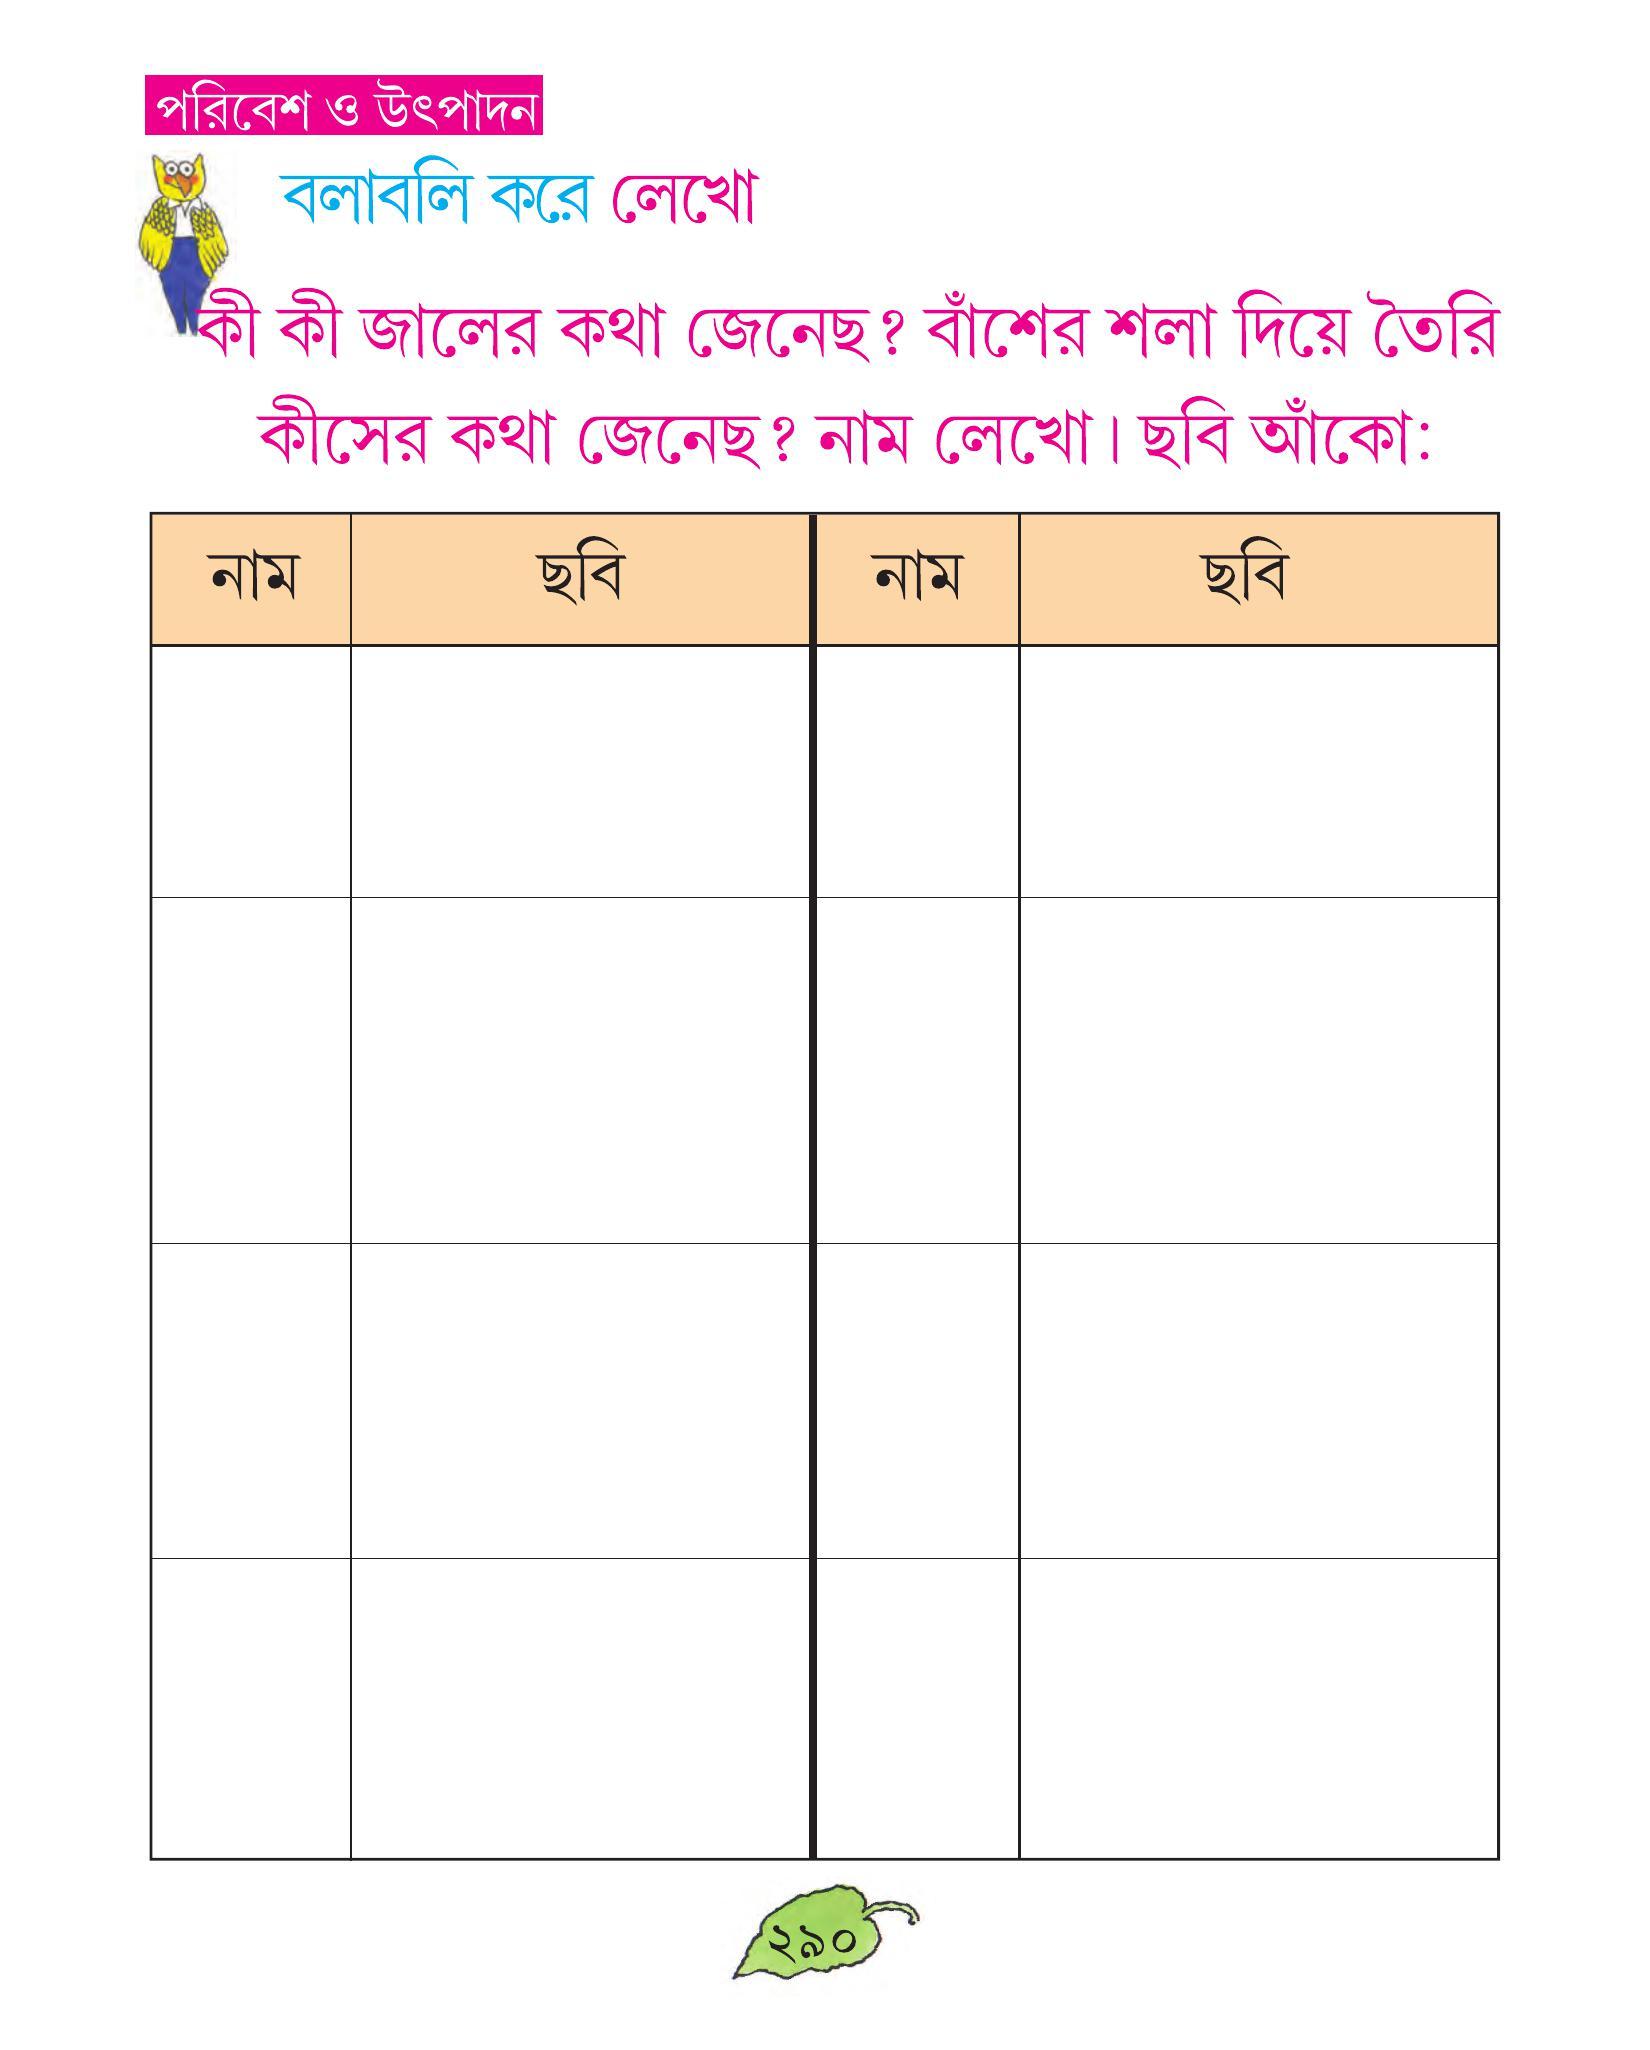 পরিবেশ ও উৎপাদন
বলাবলি করে লেখো
কী কী জালের কথা জেনেছ? বাঁশের শলা দিয়ে তৈরি
কীসের কথা জেনেছ? নাম লেখো। ছবি আঁকো:
নাম ছবি নাম ছবি
২৯০